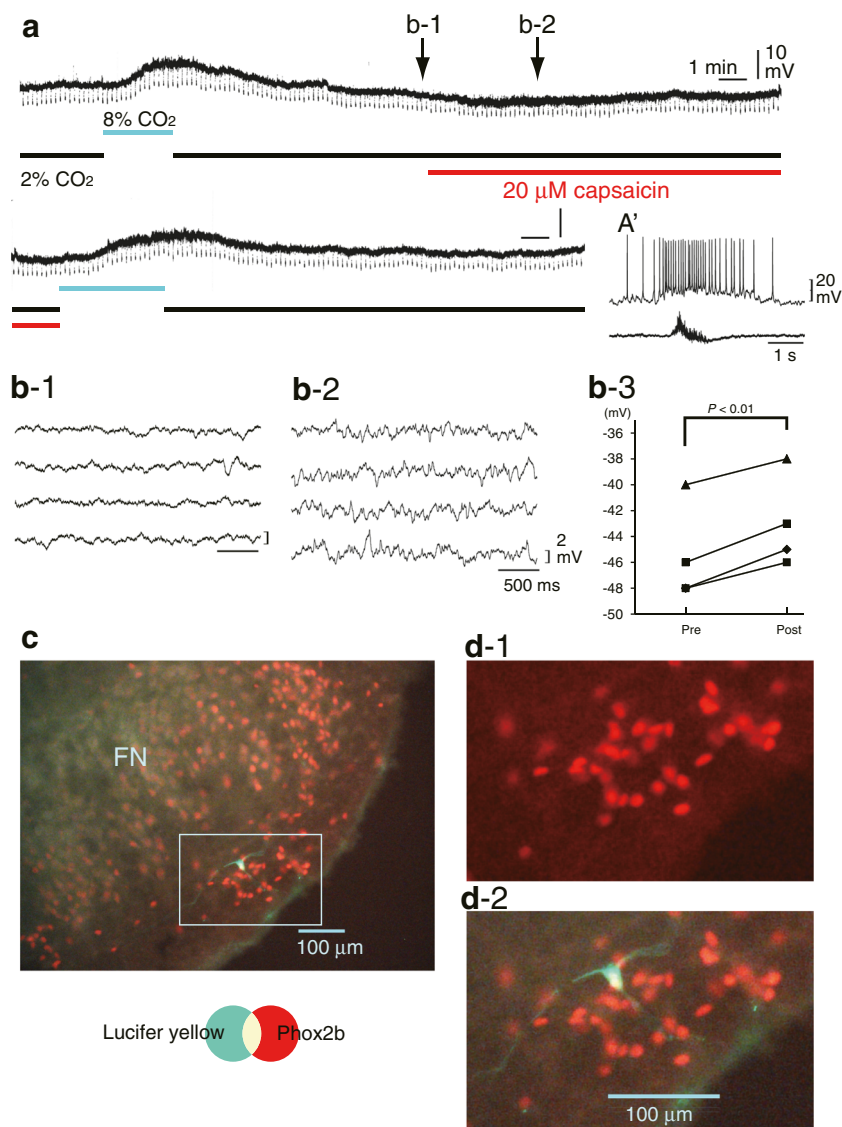 a
b-1
b-2
1 min
10
mV
8% CO₂
2% CO₂
20 μM capsaicin
A'
20
mV
1 s
b-1
b-2
2
mV
500 ms
b-3
(mV)
P < 0.01
-36
-38
-40
-42
-44
-46
-48
-50
Pre
Post
c
FN
100 μm
Lucifer yellow
Phox2b
d-1
d-2
100 μm